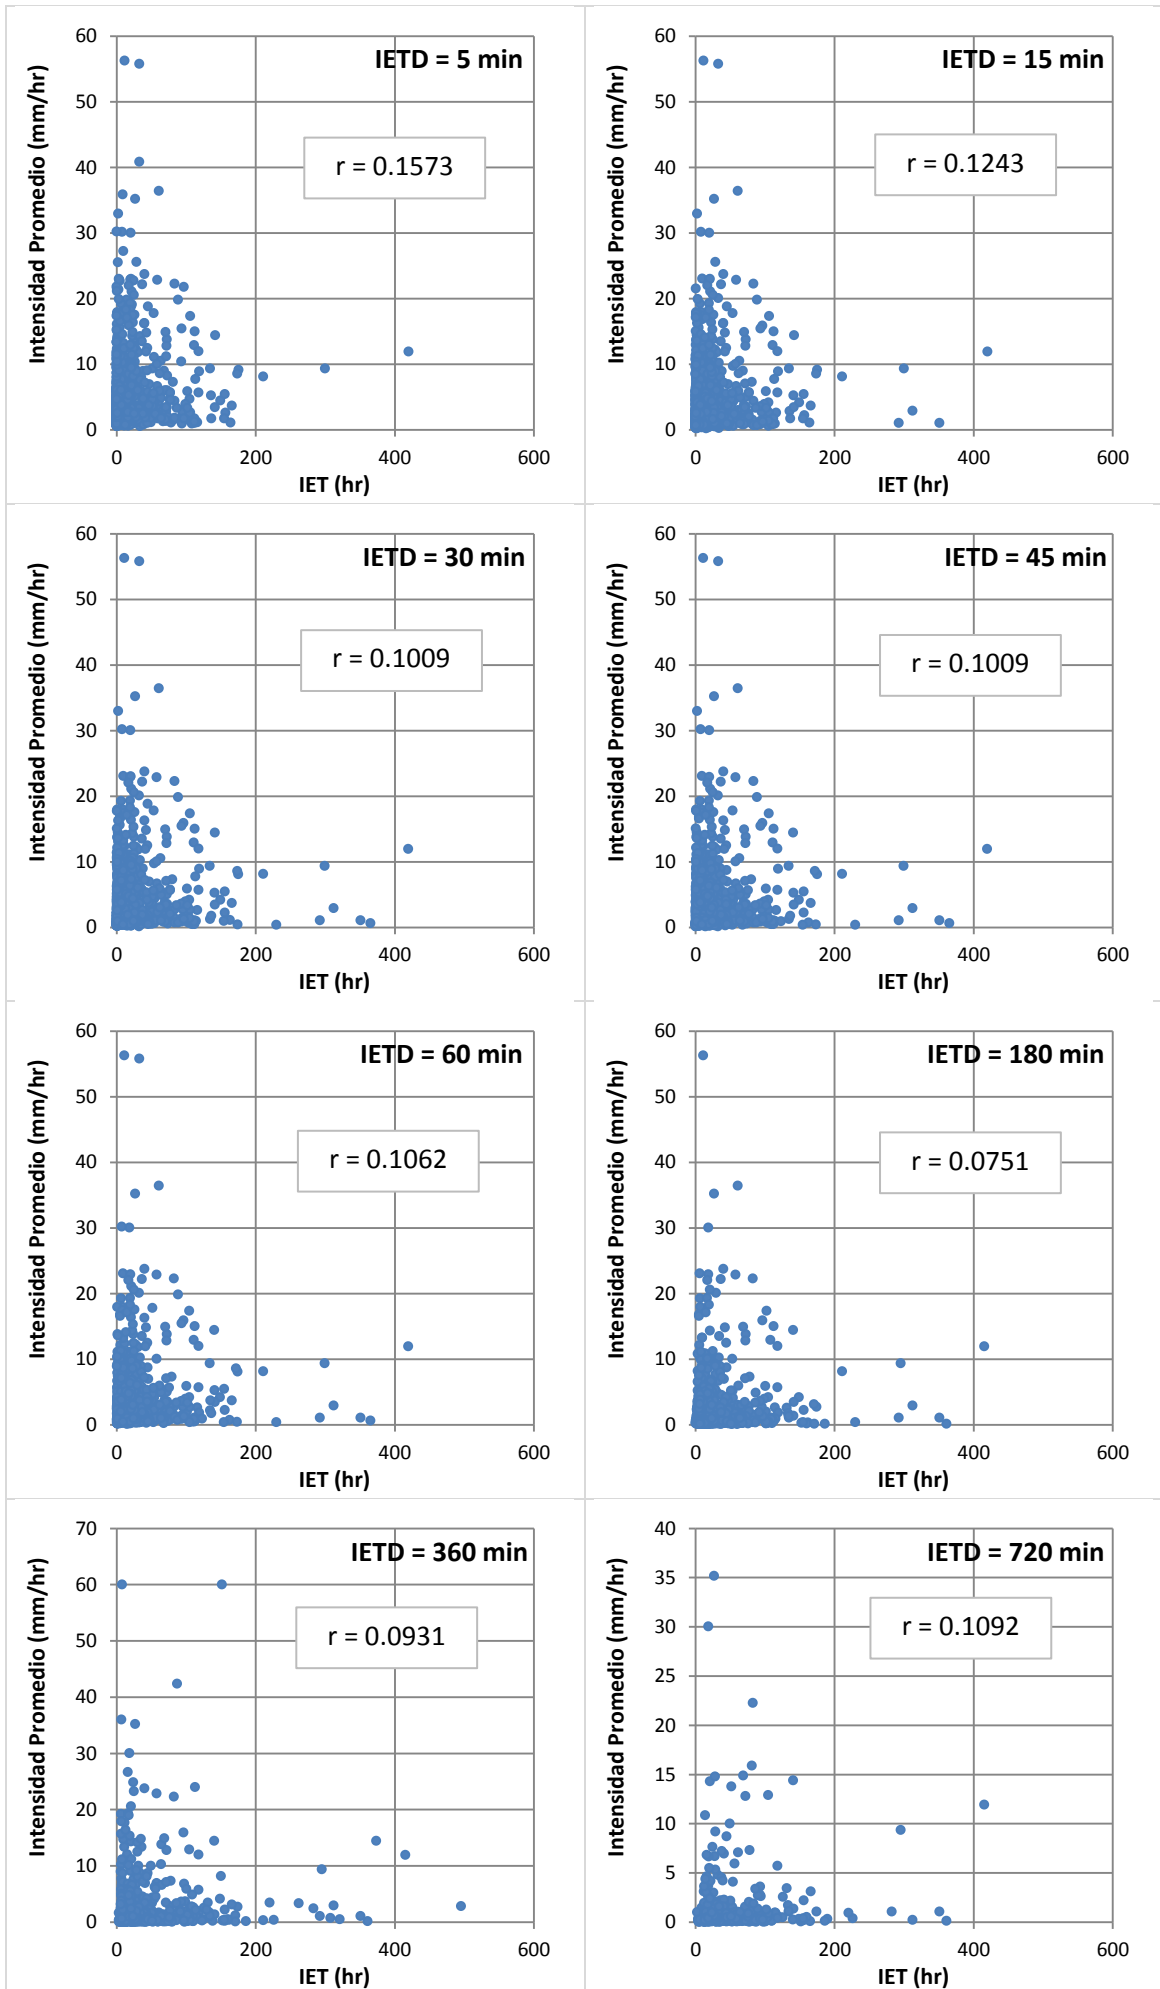 IETD = 5 min
r = 0.1573
Intensidad Promedio (mm/hr)
60
50
40
30
20
10
0
0 200 400 600
IET (hr)
IETD = 15 min
r = 0.1243
Intensidad Promedio (mm/hr)
60
50
40
30
20
10
0
0 200 400 600
IET (hr)
IETD = 30 min
r = 0.1009
Intensidad Promedio (mm/hr)
60
50
40
30
20
10
0
0 200 400 600
IET (hr)
IETD = 45 min
r = 0.1009
Intensidad Promedio (mm/hr)
60
50
40
30
20
10
0
0 200 400 600
IET (hr)
IETD = 60 min
r = 0.1062
Intensidad Promedio (mm/hr)
60
50
40
30
20
10
0
0 200 400 600
IET (hr)
IETD = 180 min
r = 0.0751
Intensidad Promedio (mm/hr)
60
50
40
30
20
10
0
0 200 400 600
IET (hr)
IETD = 360 min
r = 0.0931
Intensidad Promedio (mm/hr)
70
60
50
40
30
20
10
0
0 200 400 600
IET (hr)
IETD = 720 min
r = 0.1092
Intensidad Promedio (mm/hr)
40
35
30
25
20
15
10
5
0
0 200 400 600
IET (hr)